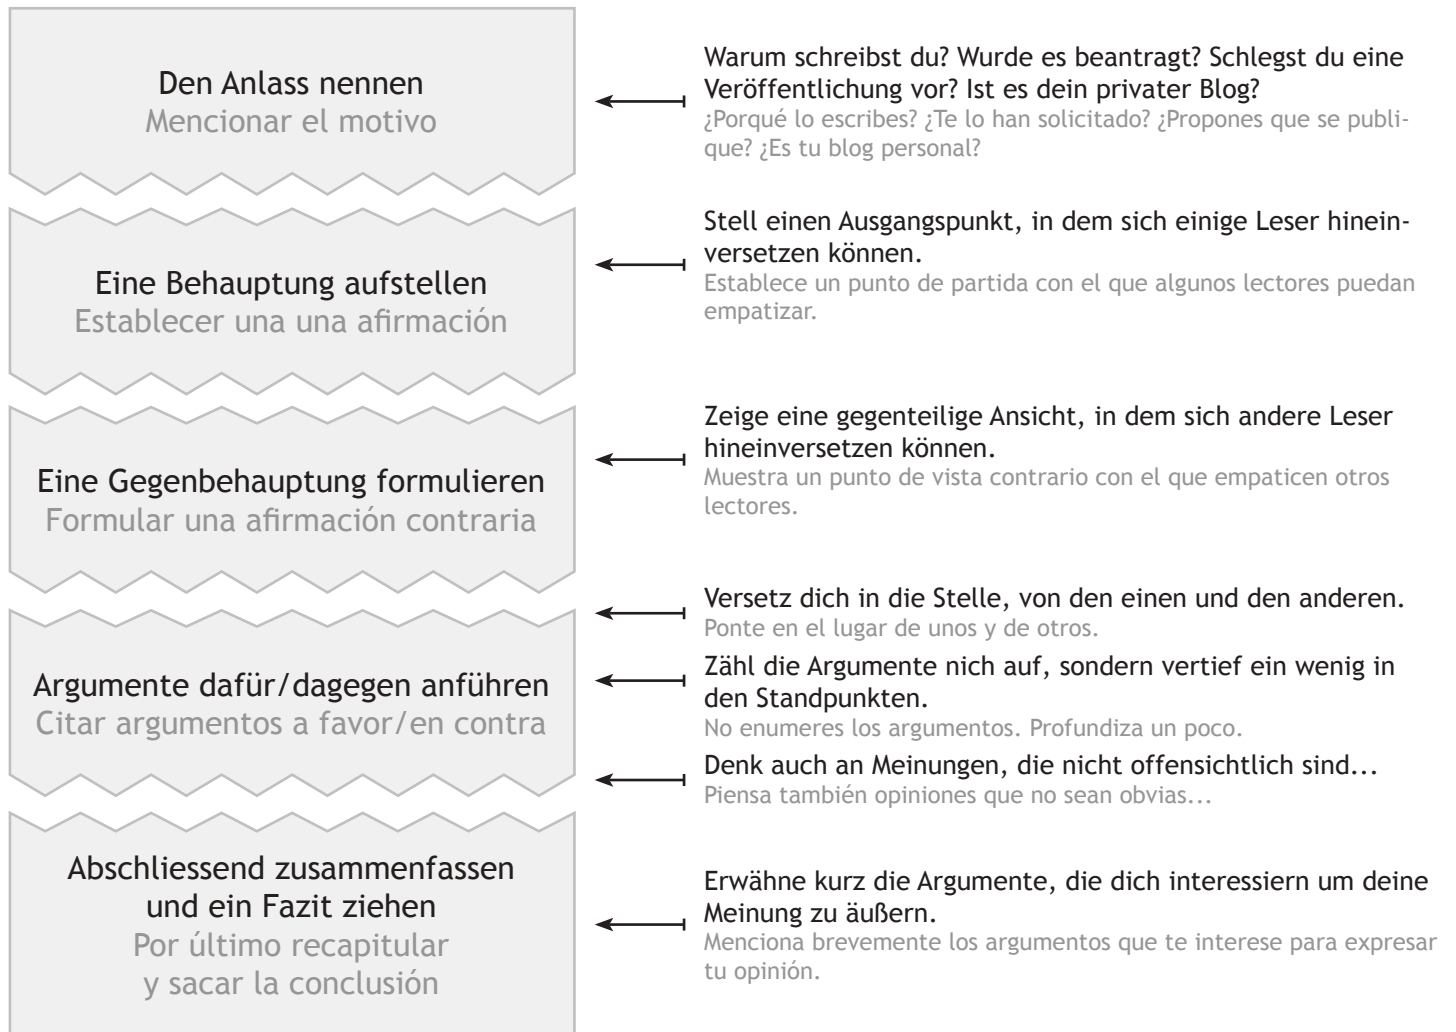 Den Anlass nennen
Mencionar el motivo
Warum schreibst du? Wurde es beantragt? Schlegst du eine
Veröffentlichung vor? Ist es dein privater Blog?
¿Porqué lo escribes? ¿Te lo han solicitado? ¿Propones que se publi-
que? ¿Es tu blog personal?
Eine Behauptung aufstellen
Establecer una una afirmación
Stell einen Ausgangspunkt, in dem sich einige Leser hinein-
versetzen können.
Establece un punto de partida con el que algunos lectores puedan
empatizar.
Eine Gegenbehauptung formulieren
Formular una afirmación contraria
Zeige eine gegenteilige Ansicht, in dem sich andere Leser
hineinversetzen können.
Muestra un punto de vista contrario con el que empaticen otros
lectores.
Argumente dafür/dagegen anführen
Citar argumentos a favor/en contra
Versetz dich in die Stelle, von den einen und den anderen.
Ponte en el lugar de unos y de otros.
Zähl die Argumente nich auf, sondern vertief ein wenig in
den Standpunkten.
No enumeres los argumentos. Profundiza un poco.
Denk auch an Meinungen, die nicht offensichtlich sind...
Piensa también opiniones que no sean obvias...
Abschliessend zusammenfassen
und ein Fazit ziehen
Por último recapitular
y sacar la conclusión
Erwähne kurz die Argumente, die dich interessiern um deine
Meinung zu äußern.
Menciona brevemente los argumentos que te interese para expresar
tu opinión.